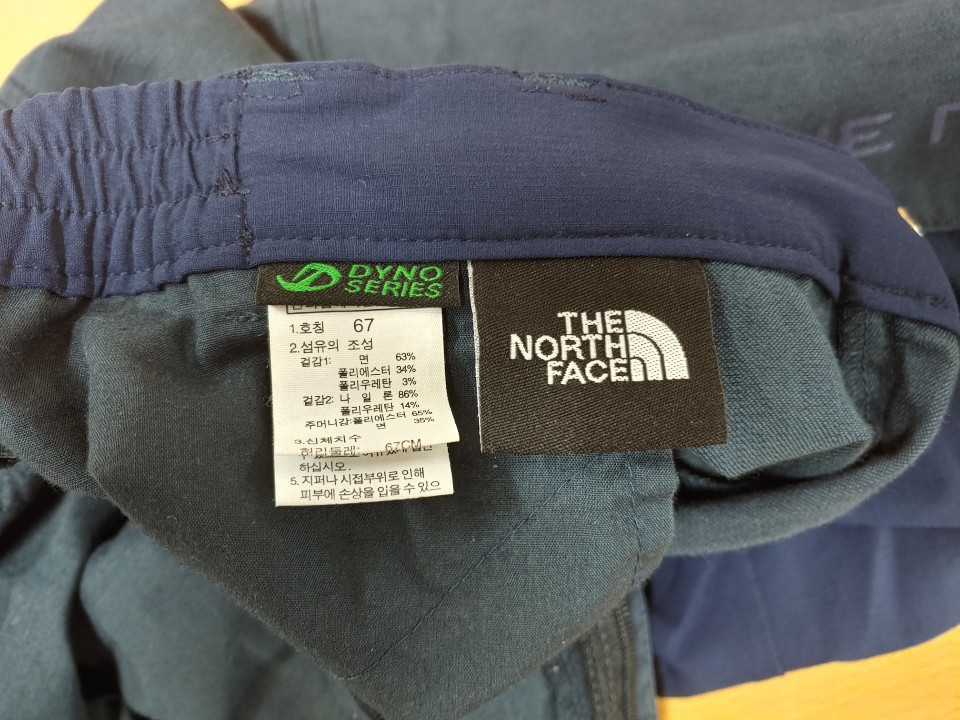 DYNO
SERIES
THE
NORTH
FACE
1.호칭 67
2.섬유의 조성
겉감1: 면 63%
폴리에스터 34%
폴리우레탄 3%
겉감2: 나 일 론 86%
폴리우레탄 14%
주머니감:폴리에스터 65%
면 35%
3.신체치수
허리둘레: 67CM
하십시오.
5. 지퍼나 시접부위로 인해
피부에 손상을 입을 수 있으